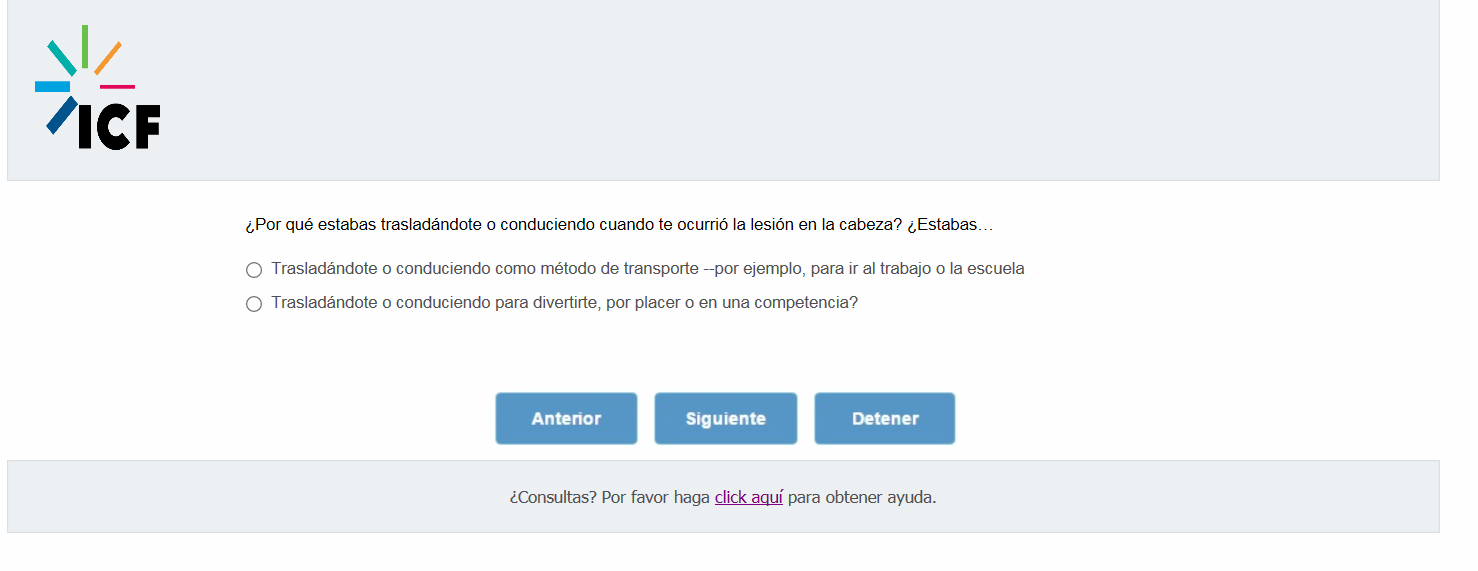 ICF
¿Por qué estabas trasladándote o conduciendo cuando te ocurrió la lesión en la cabeza? ¿Estabas…
Trasladándote o conduciendo como método de transporte --por ejemplo, para ir al trabajo o la escuela
Trasladándote o conduciendo para divertirte, por placer o en una competencia?
Anterior Siguiente Detener
¿Consultas? Por favor haga click aquí para obtener ayuda.